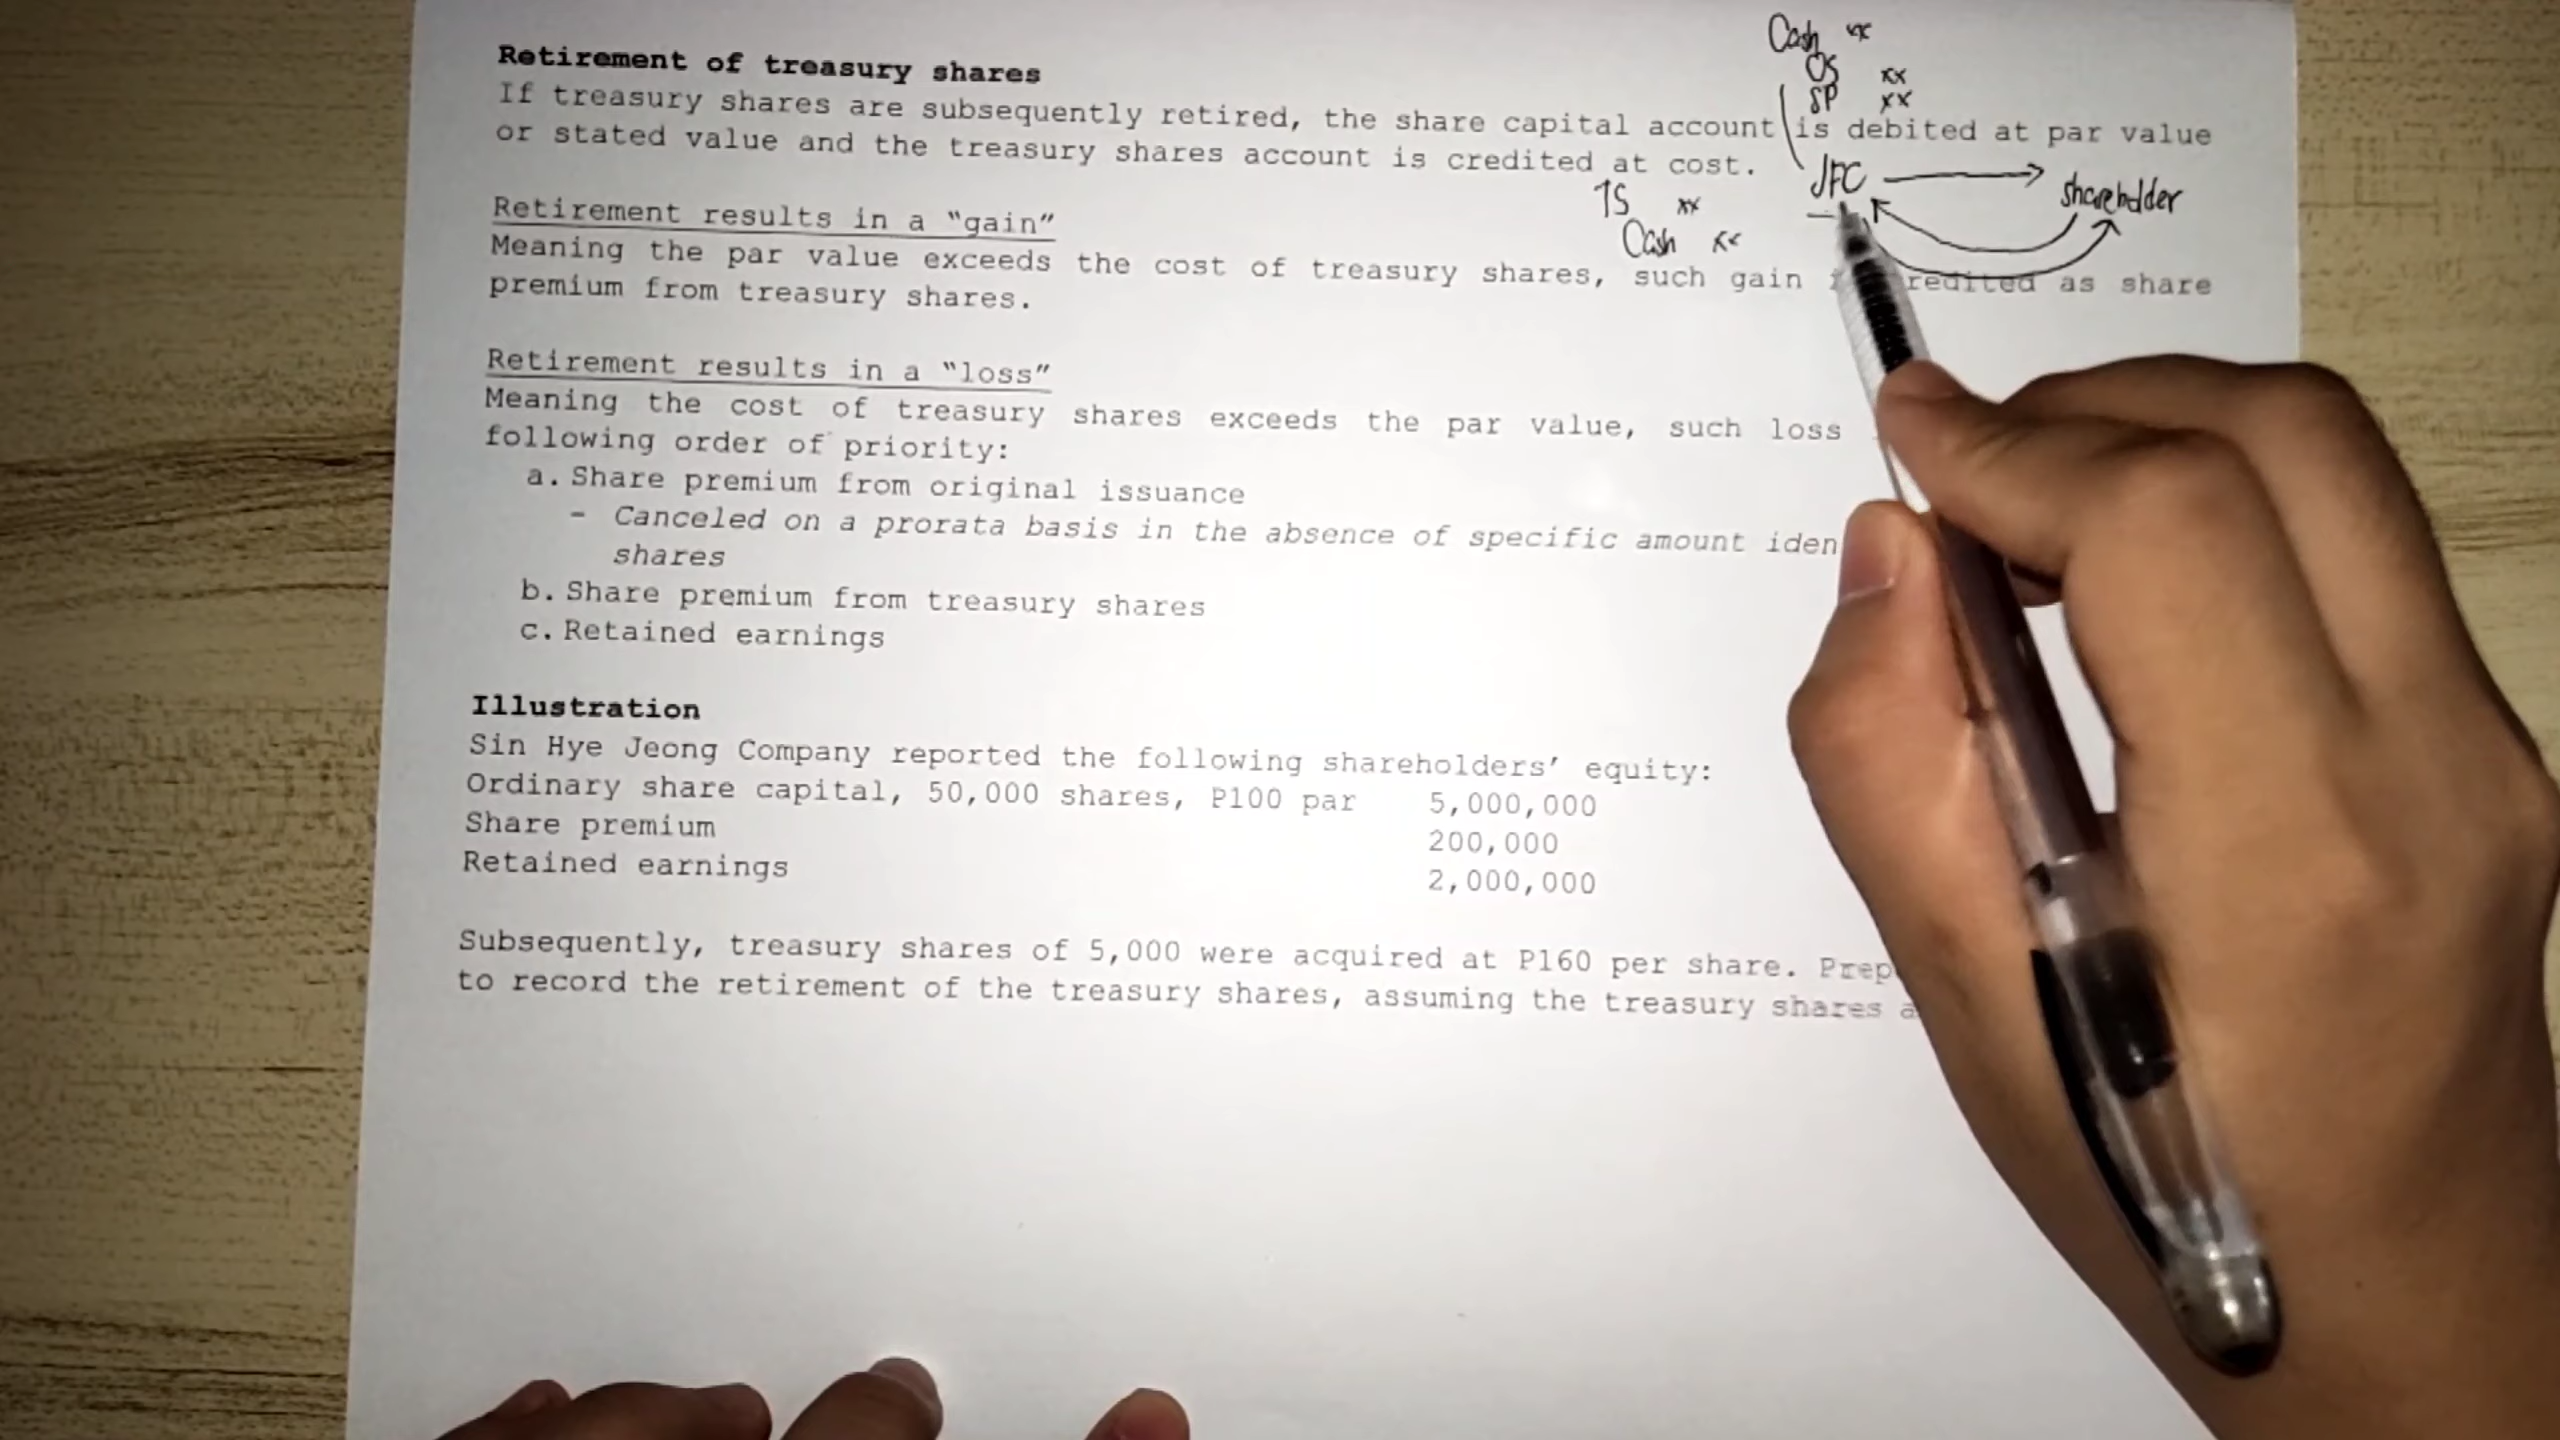 Cash xx
OS xx
SP xx
Retirement of treasury shares
If treasury shares are subsequently retired, the share capital account is debited at par value
or stated value and the treasury shares account is credited at cost.
JFC shareholder
TS xx
Cash xx
Retirement results in a “gain”
Meaning the par value exceeds the cost of treasury shares, such gain redited as share
premium from treasury shares.
Retirement results in a “loss”
Meaning the cost of treasury shares exceeds the par value, such loss
following order of priority:
a. Share premium from original issuance
- Canceled on a prorata basis in the absence of specific amount iden
shares
b. Share premium from treasury shares
c. Retained earnings
Illustration
Sin Hye Jeong Company reported the following shareholders’ equity:
Ordinary share capital, 50,000 shares, P100 par 5,000,000
Share premium 200,000
Retained earnings 2,000,000
Subsequently, treasury shares of 5,000 were acquired at P160 per share. Prep
to record the retirement of the treasury shares, assuming the treasury shares a